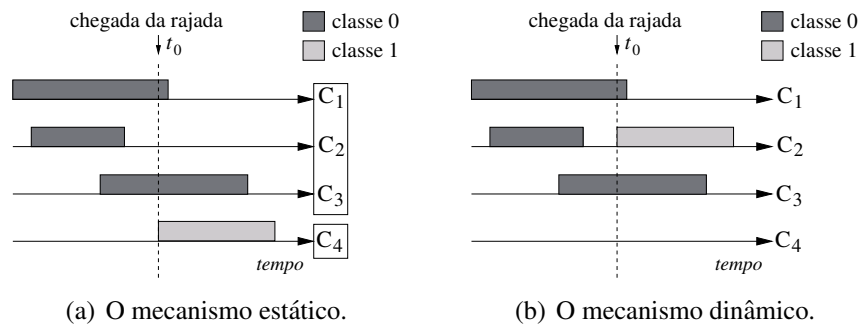 chegada da rajada
t0
classe 0
classe 1
C1
C2
C3
C4
tempo
(a) O mecanismo estático.
chegada da rajada
t0
classe 0
classe 1
C1
C2
C3
C4
tempo
(b) O mecanismo dinâmico.